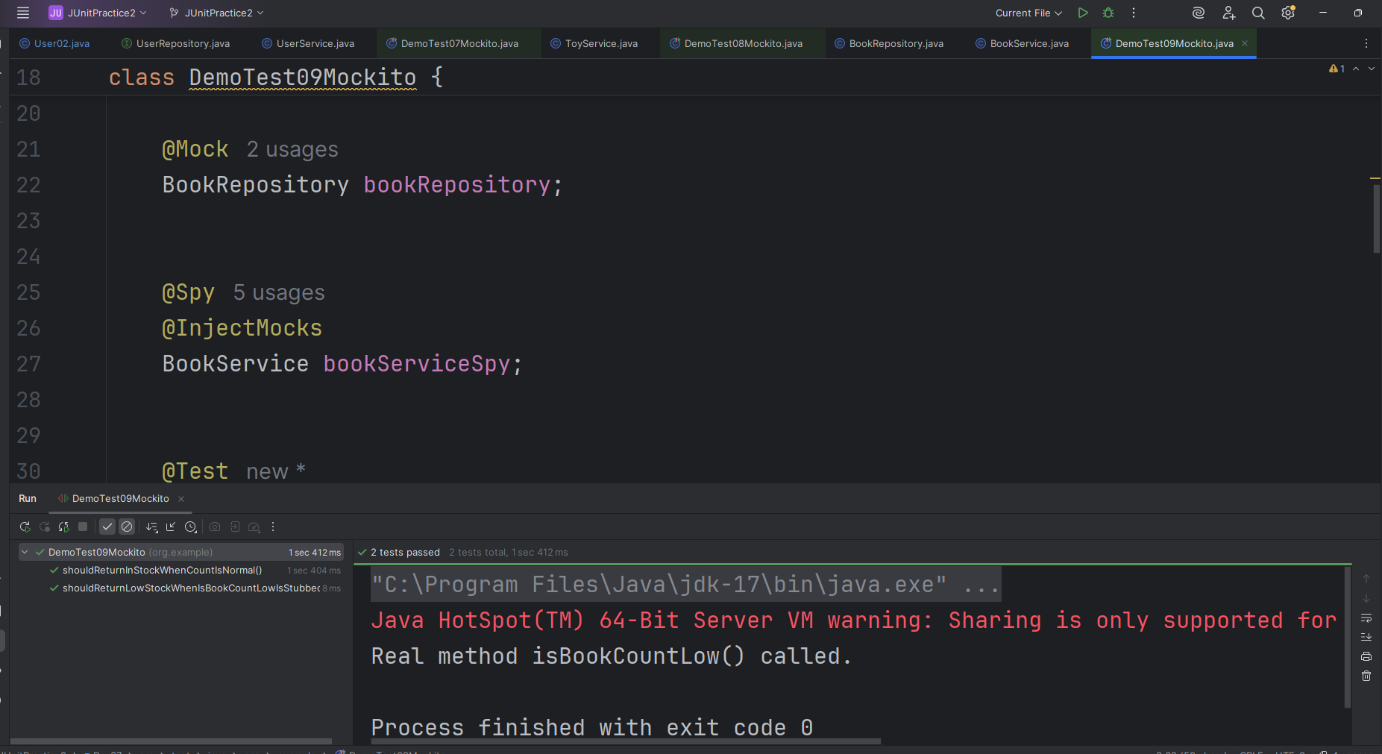 JU JUnitPractice2 JUnitPractice2 Current File
User02.java UserRepository.java UserService.java DemoTest07Mockito.java ToyService.java DemoTest08Mockito.java BookRepository.java BookService.java DemoTest09Mockito.java
18 class DemoTest09Mockito { 1
20
21 @Mock 2 usages
22 BookRepository bookRepository;
23
24
25 @Spy 5 usages
26 @InjectMocks
27 BookService bookServiceSpy;
28
29
30 @Test new *
Run DemoTest09Mockito
DemoTest09Mockito (org.example) 1 sec 412 ms
shouldReturnInStockWhenCountIsNormal() 1 sec 404 ms
shouldReturnLowStockWhenIsBookCountLowIsStubbed 8 ms
2 tests passed 2 tests total, 1 sec 412 ms
"C:\Program Files\Java\jdk-17\bin\java.exe" ...
Java HotSpot(TM) 64-Bit Server VM warning: Sharing is only supported for
Real method isBookCountLow() called.
Process finished with exit code 0